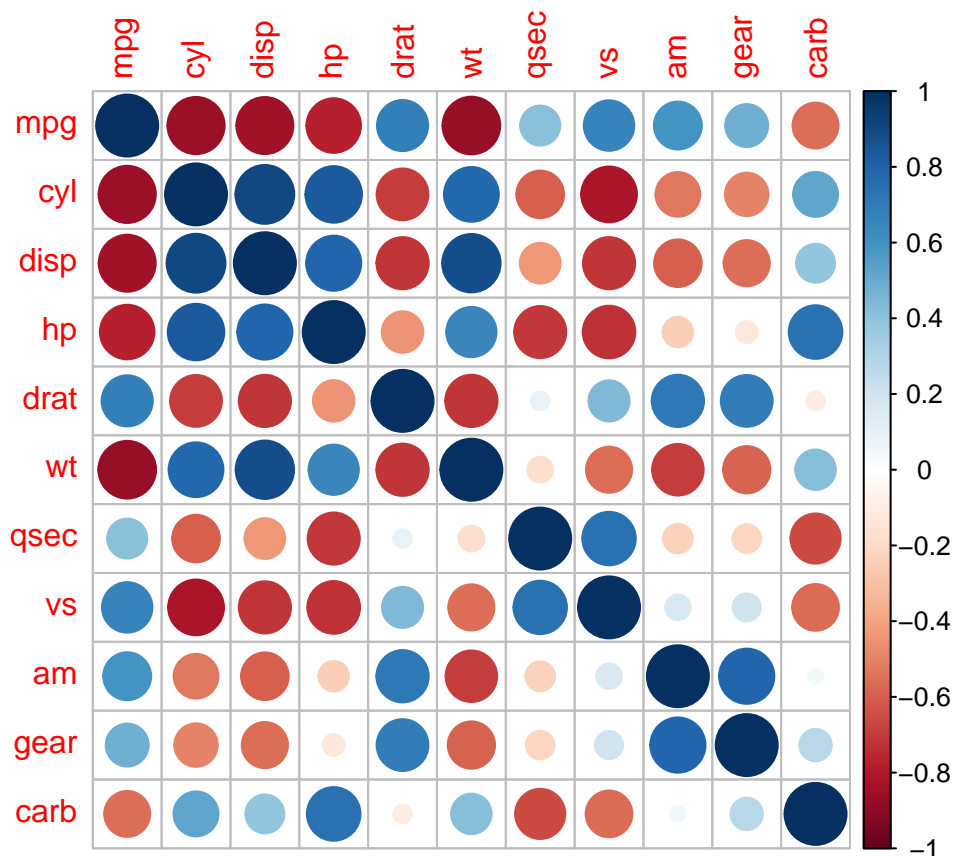 mpg cyl disp hp drat wt qsec vs am gear carb
mpg
cyl
disp
hp
drat
wt
qsec
vs
am
gear
carb
1
0.8
0.6
0.4
0.2
0
−0.2
−0.4
−0.6
−0.8
−1